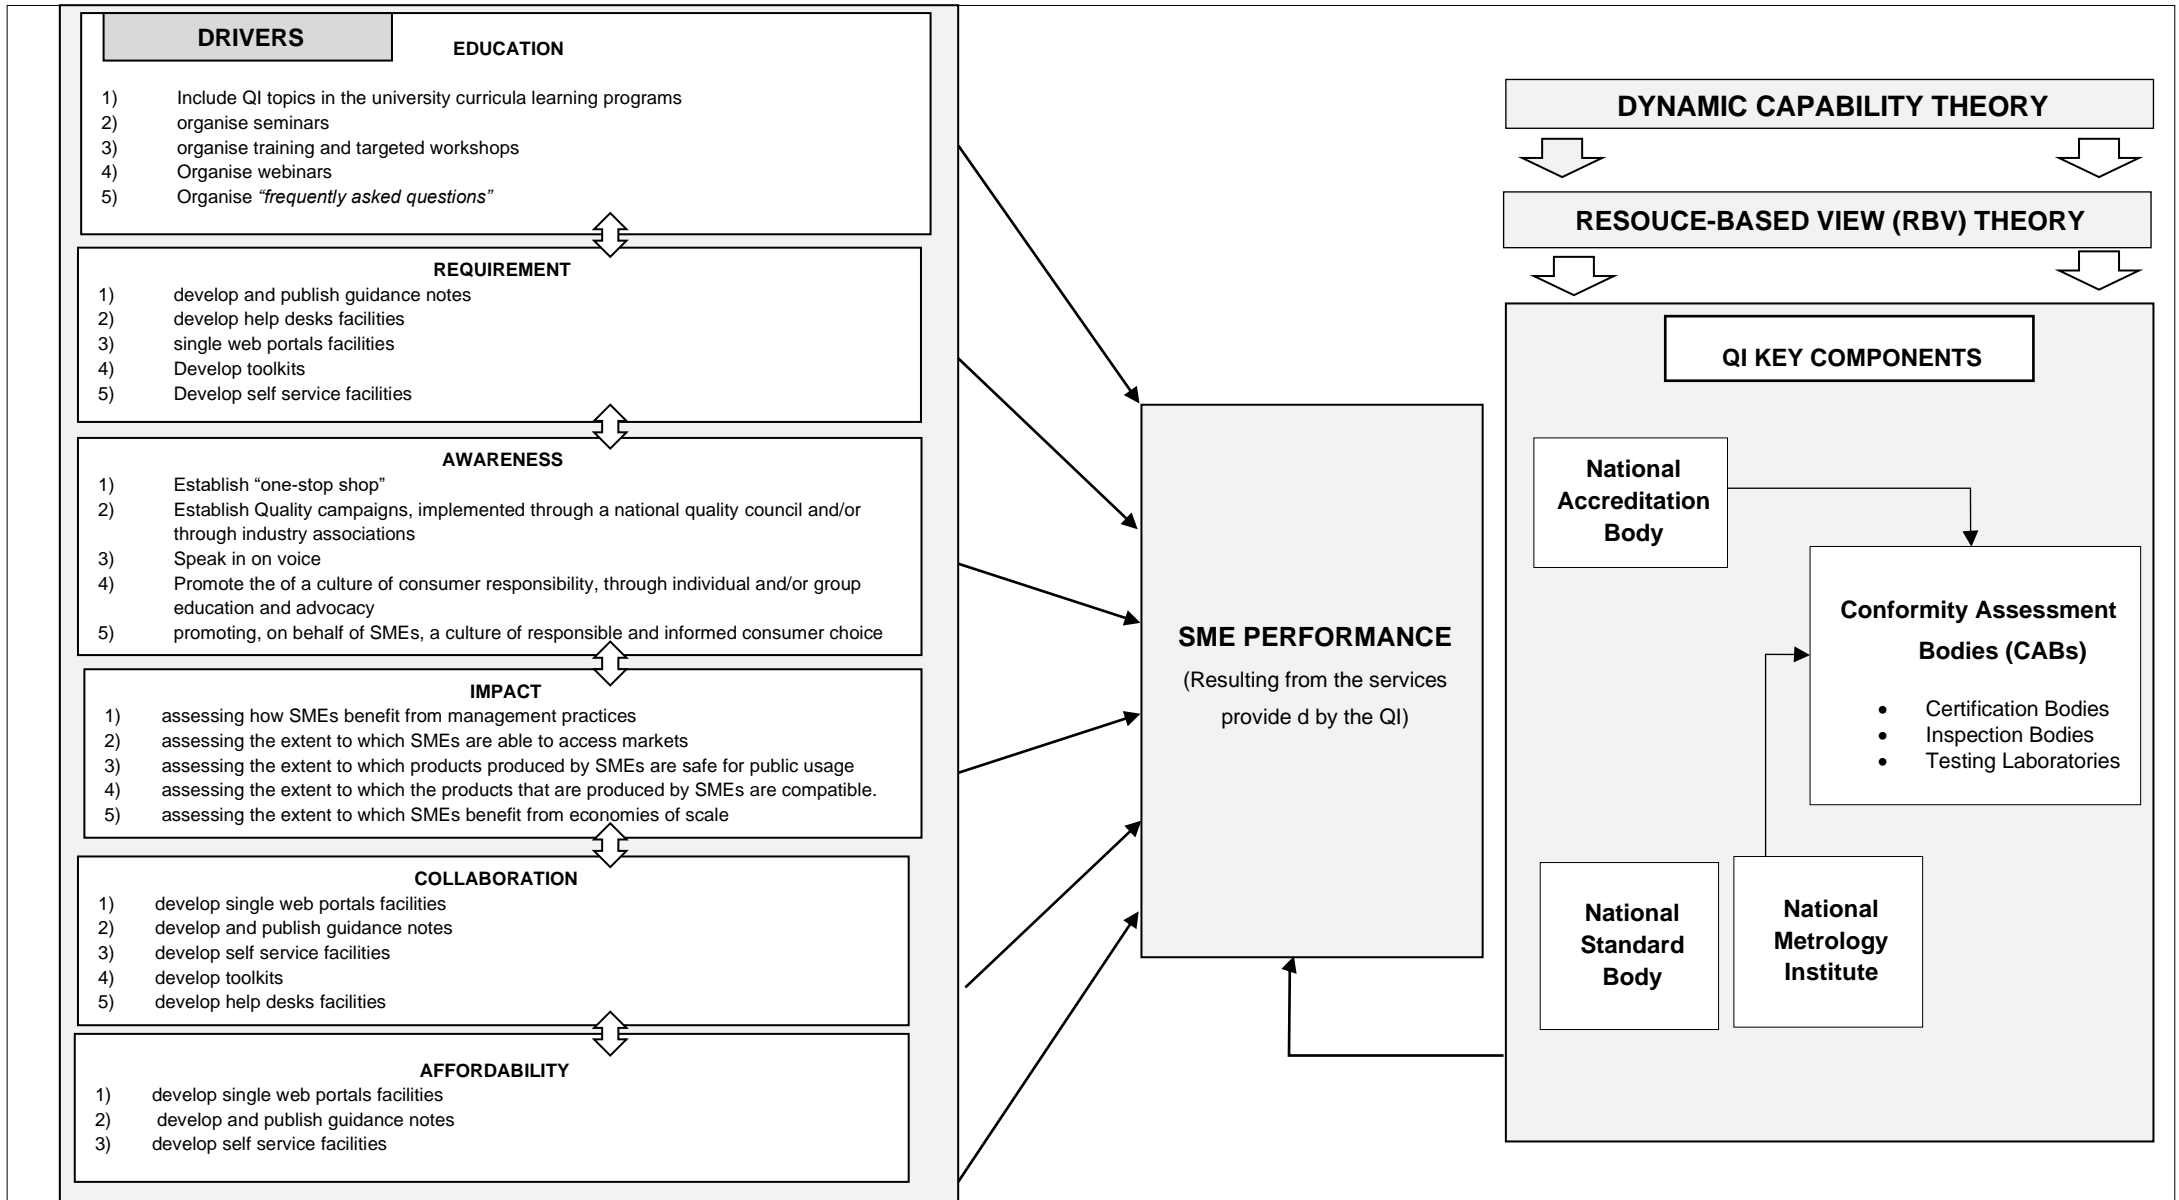 DRIVERS
EDUCATION
1) Include QI topics in the university curricula learning programs
2) organise seminars
3) organise training and targeted workshops
4) Organise webinars
5) Organise “frequently asked questions”
REQUIREMENT
1) develop and publish guidance notes
2) develop help desks facilities
3) single web portals facilities
4) Develop toolkits
5) Develop self service facilities
AWARENESS
1) Establish “one-stop shop”
2) Establish Quality campaigns, implemented through a national quality council and/or
through industry associations
3) Speak in on voice
4) Promote the of a culture of consumer responsibility, through individual and/or group
education and advocacy
5) promoting, on behalf of SMEs, a culture of responsible and informed consumer choice
IMPACT
1) assessing how SMEs benefit from management practices
2) assessing the extent to which SMEs are able to access markets
3) assessing the extent to which products produced by SMEs are safe for public usage
4) assessing the extent to which the products that are produced by SMEs are compatible.
5) assessing the extent to which SMEs benefit from economies of scale
COLLABORATION
1) develop single web portals facilities
2) develop and publish guidance notes
3) develop self service facilities
4) develop toolkits
5) develop help desks facilities
AFFORDABILITY
1) develop single web portals facilities
2) develop and publish guidance notes
3) develop self service facilities
SME PERFORMANCE
(Resulting from the services
provide d by the QI)
DYNAMIC CAPABILITY THEORY
RESOUCE-BASED VIEW (RBV) THEORY
QI KEY COMPONENTS
National
Accreditation
Body
Conformity Assessment
Bodies (CABs)
• Certification Bodies
• Inspection Bodies
• Testing Laboratories
National
Standard
Body
National
Metrology
Institute